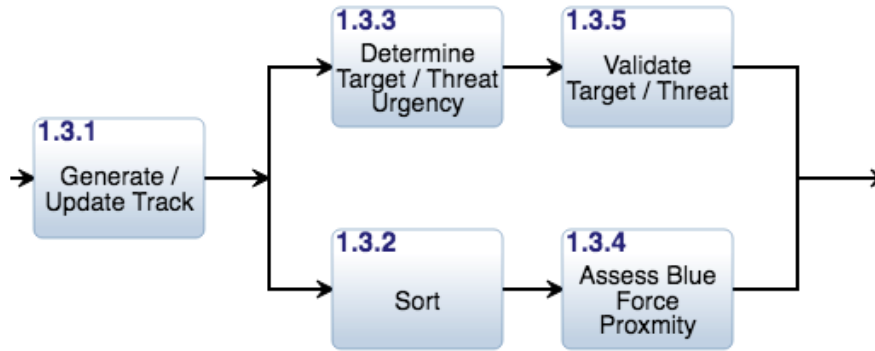 1.3.3
Determine
Target / Threat
Urgency
1.3.5
Validate
Target / Threat
1.3.1
Generate /
Update Track
1.3.2
Sort
1.3.4
Assess Blue
Force
Proxmity